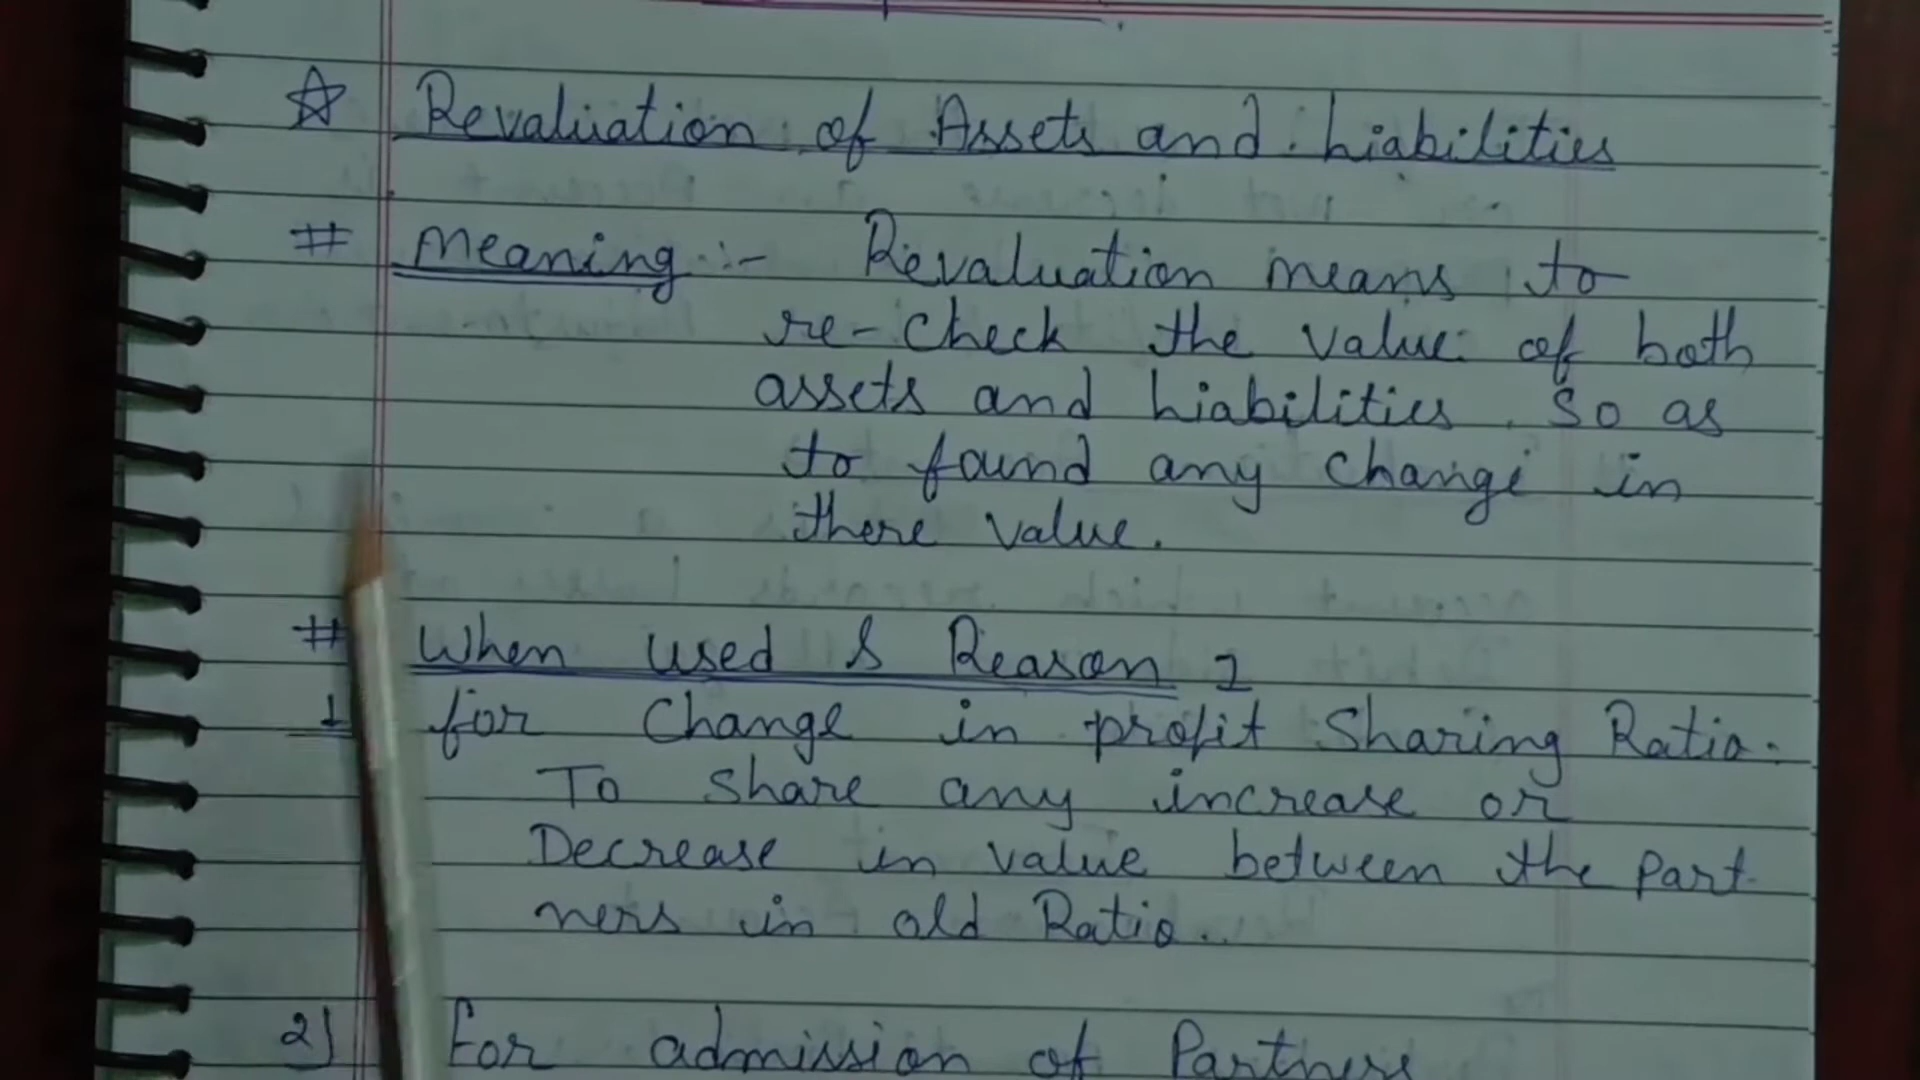 ☆ Revaluation of Assets and Liabilities
# Meaning :- Revaluation means to
re-Check the value of both
assets and Liabilities. So as
to found any Change in
there value.
# When used & Reason
1 for Change in profit Sharing Ratio.
To share any increase or
Decrease in value between the part
ners in old Ratio.
2) For admission of Partners